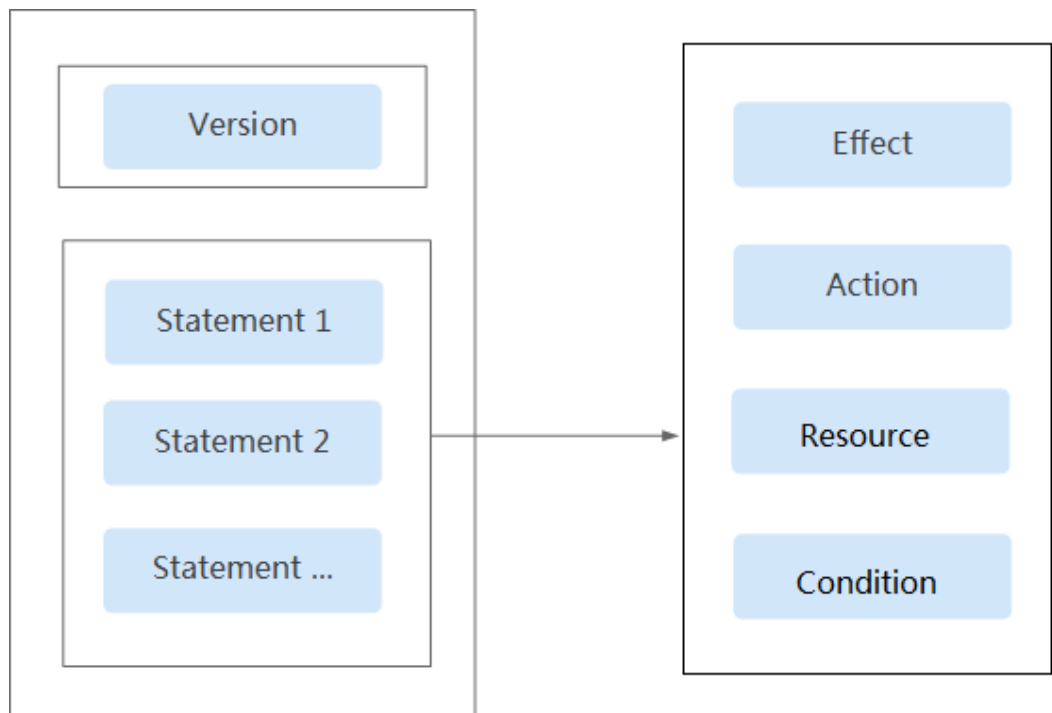 Version
Statement 1
Statement 2
Statement ...
Effect
Action
Resource
Condition